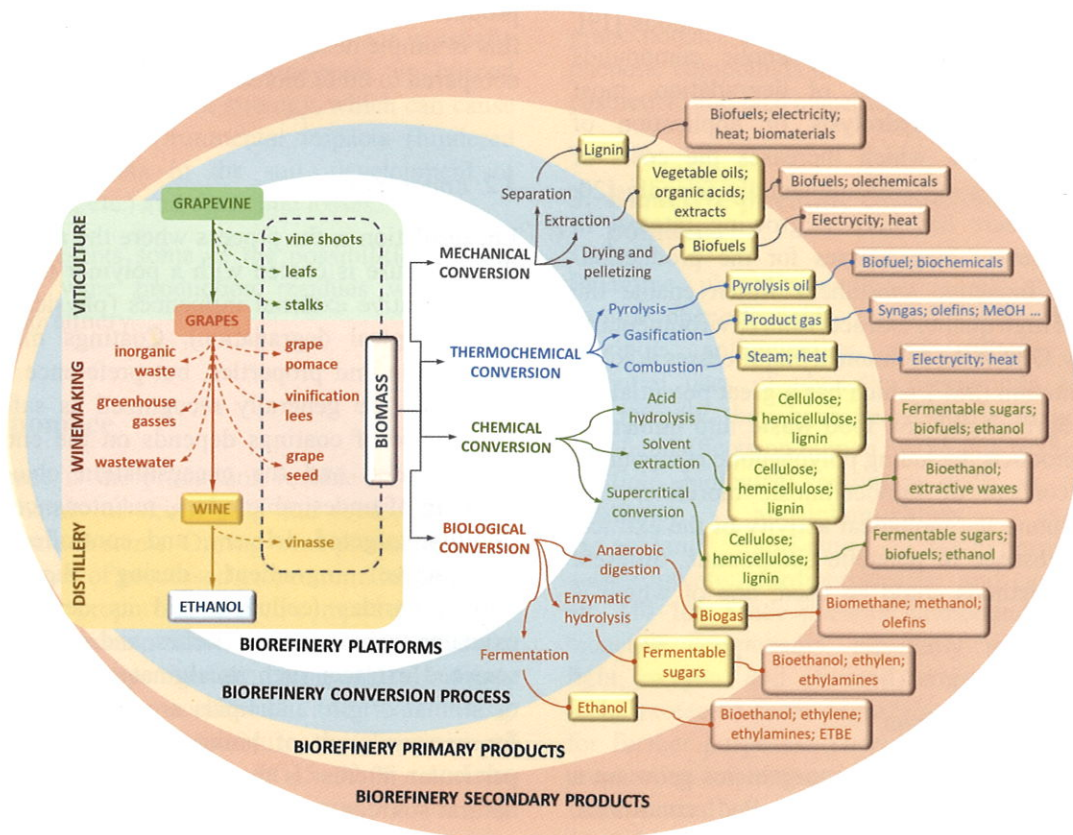 VITICULTURE
WINEMAKING
DISTILLERY
GRAPEVINE
vine shoots
leafs
stalks
GRAPES
inorganic
waste
greenhouse
gasses
wastewater
grape
pomace
vinification
lees
grape
seed
WINE
vinasse
ETHANOL
BIOMASS
MECHANICAL
CONVERSION
Separation
Extraction
Drying and
pelletizing
Lignin
Vegetable oils;
organic acids;
extracts
Biofuels
Biofuels; electricity;
heat; biomaterials
Biofuels; olechemicals
Electrycity; heat
THERMOCHEMICAL
CONVERSION
Pyrolysis
Gasification
Combustion
Pyrolysis oil
Product gas
Steam; heat
Biofuel; biochemicals
Syngas; olefins; MeOH ...
Electrycity; heat
CHEMICAL
CONVERSION
Acid
hydrolysis
Solvent
extraction
Supercritical
conversion
Cellulose;
hemicellulose;
lignin
Cellulose;
hemicellulose;
lignin
Cellulose;
hemicellulose;
lignin
Fermentable sugars;
biofuels; ethanol
Bioethanol;
extractive waxes
Fermentable sugars;
biofuels; ethanol
BIOLOGICAL
CONVERSION
Anaerobic
digestion
Enzymatic
hydrolysis
Fermentation
Biogas
Fermentable
sugars
Ethanol
Biomethane; methanol;
olefins
Bioethanol; ethylen;
ethylamines
Bioethanol; ethylene;
ethylamines; ETBE
BIOREFINERY PLATFORMS
BIOREFINERY CONVERSION PROCESS
BIOREFINERY PRIMARY PRODUCTS
BIOREFINERY SECONDARY PRODUCTS